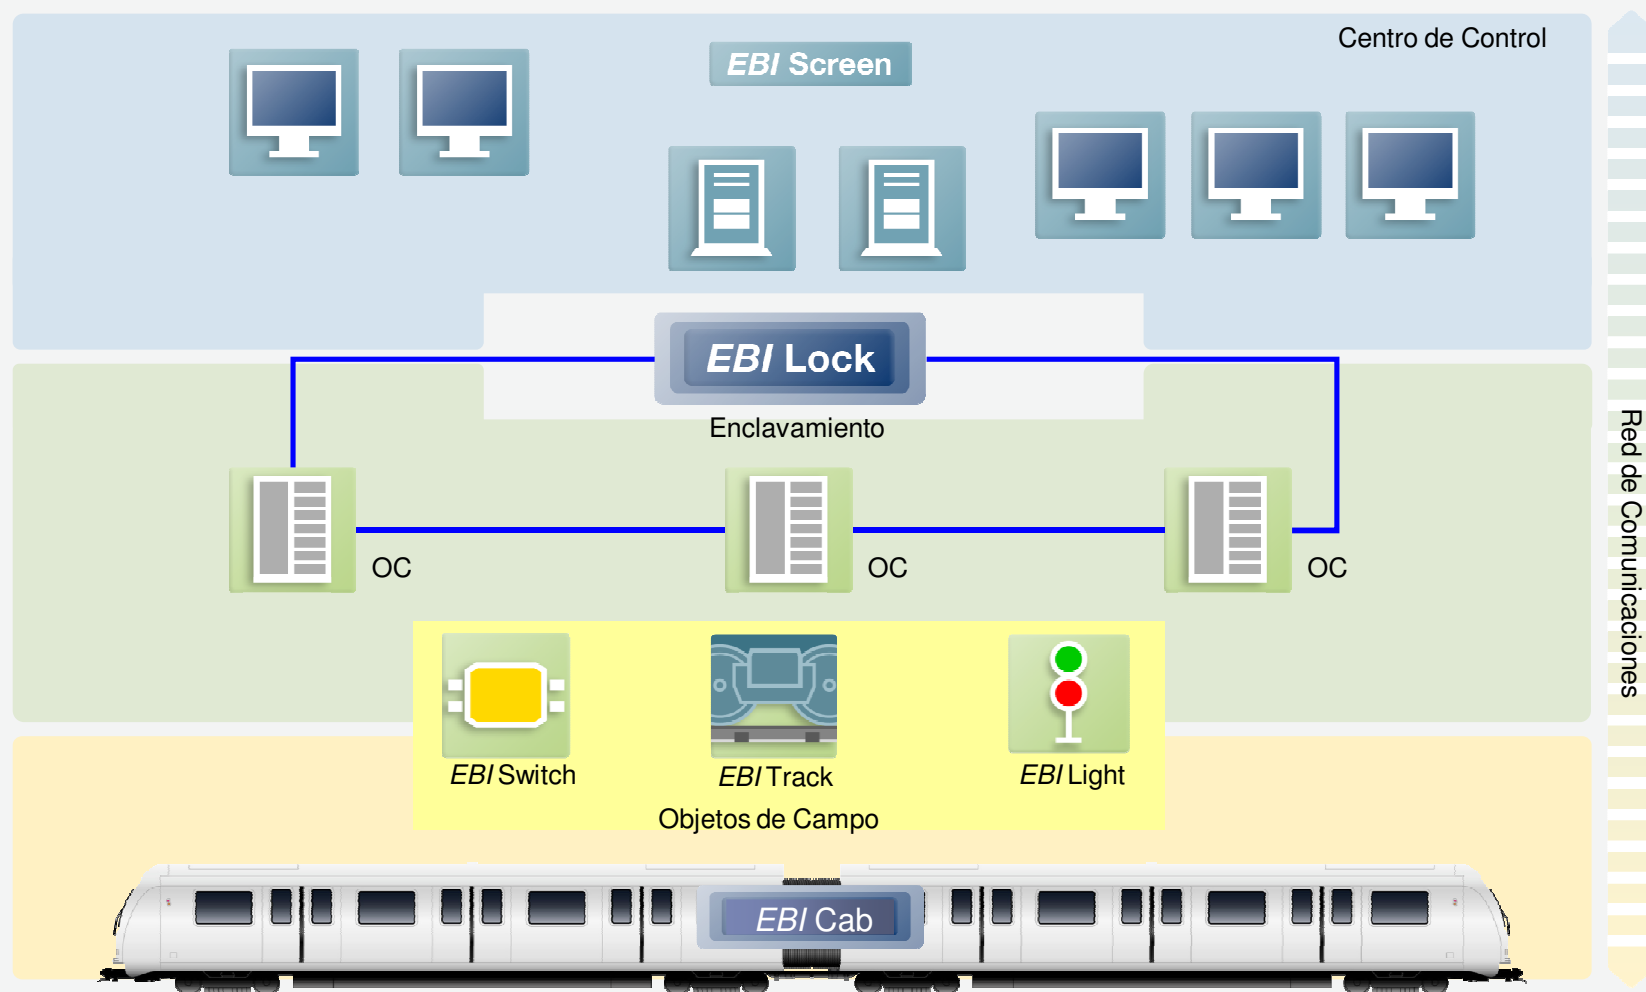 Centro de Control
EBI Screen
EBI Lock
Enclavamiento
OC
OC
OC
EBI Switch
EBI Track
EBI Light
Objetos de Campo
EBI Cab
Red de Comunicaciones